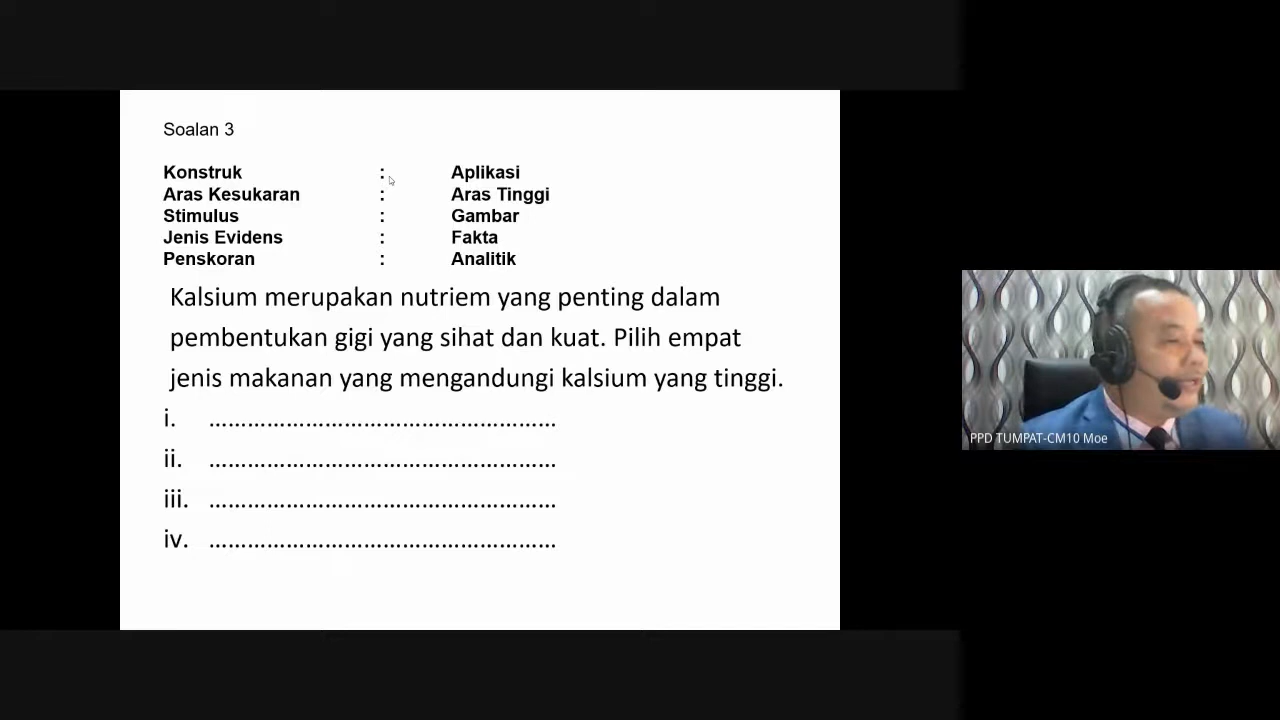 Soalan 3
Konstruk : Aplikasi
Aras Kesukaran : Aras Tinggi
Stimulus : Gambar
Jenis Evidens : Fakta
Penskoran : Analitik
Kalsium merupakan nutriem yang penting dalam
pembentukan gigi yang sihat dan kuat. Pilih empat
jenis makanan yang mengandungi kalsium yang tinggi.
i. ……………………………………………
ii. ……………………………………………
iii. ……………………………………………
iv. ……………………………………………
PPD TUMPAT-CM10 Moe